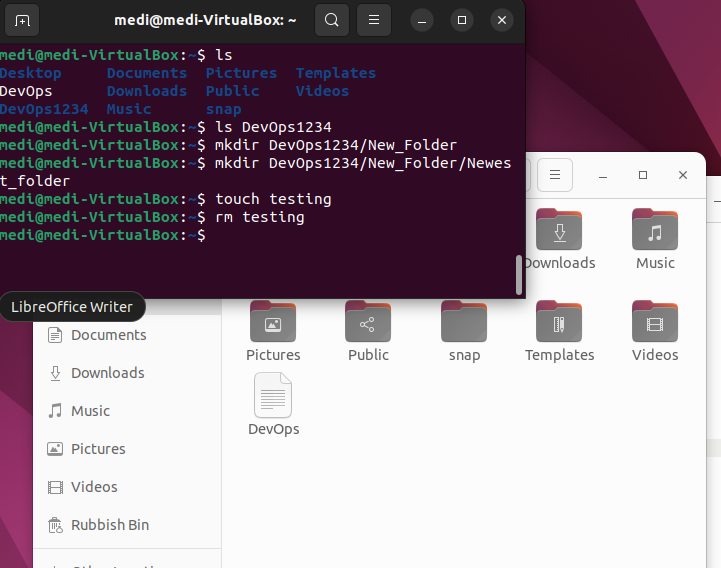 medi@medi-VirtualBox: ~
medi@medi-VirtualBox:~$ ls
Desktop Documents Pictures Templates
DevOps Downloads Public Videos
DevOps1234 Music snap
medi@medi-VirtualBox:~$ ls DevOps1234
medi@medi-VirtualBox:~$ mkdir DevOps1234/New_Folder
medi@medi-VirtualBox:~$ mkdir DevOps1234/New_Folder/Newes
t_folder
medi@medi-VirtualBox:~$ touch testing
medi@medi-VirtualBox:~$ rm testing
medi@medi-VirtualBox:~$
LibreOffice Writer
Documents
Downloads
Music
Pictures
Videos
Rubbish Bin
Downloads Music
Pictures Public snap Templates Videos
DevOps